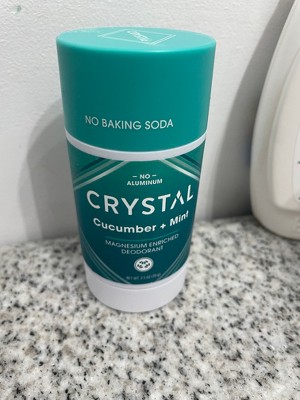 NO BAKING SODA
– NO –
ALUMINUM
CRYSTAL
Cucumber + Mint
MAGNESIUM ENRICHED
DEODORANT